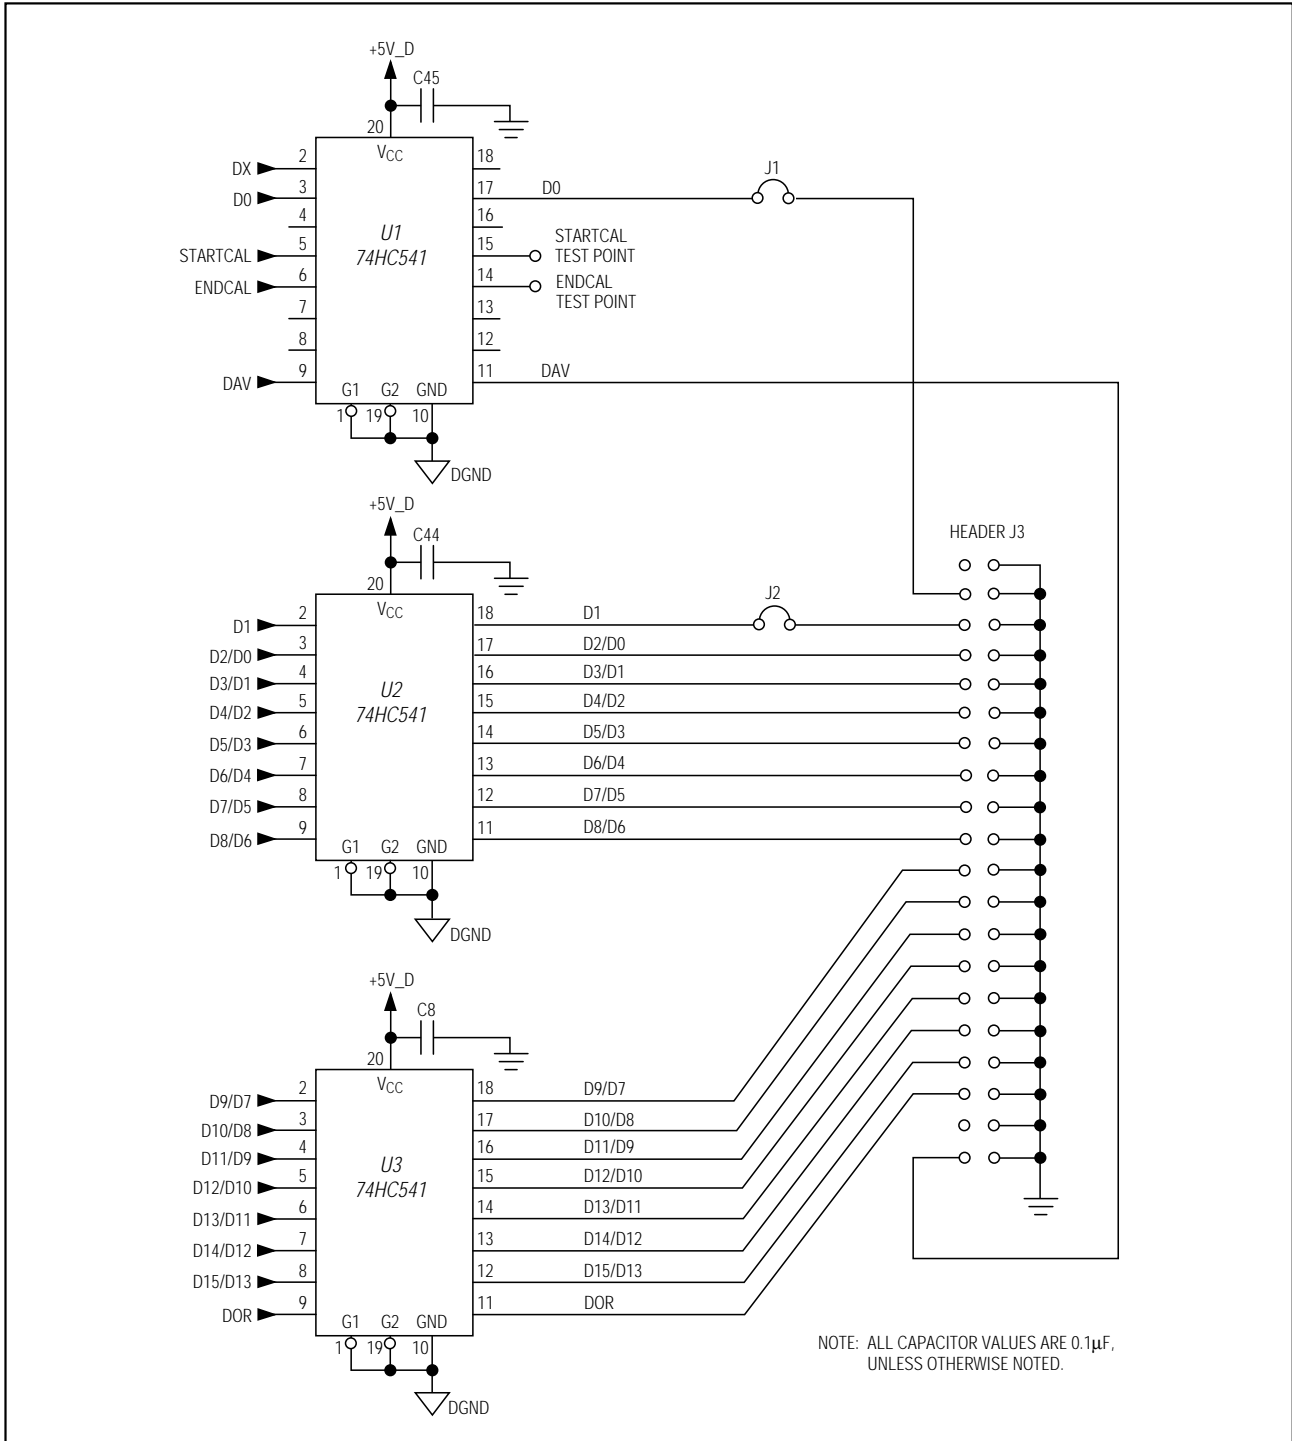 +5V_D
C45
20
VCC
DX 2 18
D0 3 17 D0 J1
4 16
U1
74HC541
STARTCAL 5 15 STARTCAL
TEST POINT
ENDCAL 6 14 ENDCAL
TEST POINT
7 13
8 12
DAV 9 11 DAV
G1 G2 GND
1 19 10
DGND
+5V_D
C44
HEADER J3
20
VCC
D1 2 18 D1 J2
D2/D0 3 17 D2/D0
D3/D1 4 16 D3/D1
U2
74HC541
D4/D2 5 15 D4/D2
D5/D3 6 14 D5/D3
D6/D4 7 13 D6/D4
D7/D5 8 12 D7/D5
D8/D6 9 11 D8/D6
G1 G2 GND
1 19 10
DGND
+5V_D
C8
20
VCC
D9/D7 2 18 D9/D7
D10/D8 3 17 D10/D8
D11/D9 4 16 D11/D9
U3
74HC541
D12/D10 5 15 D12/D10
D13/D11 6 14 D13/D11
D14/D12 7 13 D14/D12
D15/D13 8 12 D15/D13
DOR 9 11 DOR
G1 G2 GND
1 19 10
DGND
NOTE: ALL CAPACITOR VALUES ARE 0.1µF,
UNLESS OTHERWISE NOTED.